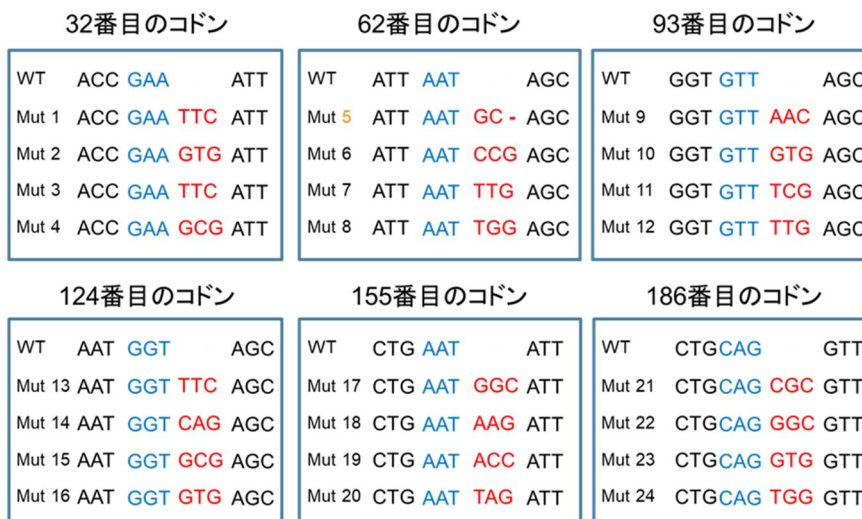 32番目のコドン
WT ACC GAA ATT
Mut 1 ACC GAA TTC ATT
Mut 2 ACC GAA GTG ATT
Mut 3 ACC GAA TTC ATT
Mut 4 ACC GAA GCG ATT
62番目のコドン
WT ATT AAT AGC
Mut 5 ATT AAT GC - AGC
Mut 6 ATT AAT CCG AGC
Mut 7 ATT AAT TTG AGC
Mut 8 ATT AAT TGG AGC
93番目のコドン
WT GGT GTT AGC
Mut 9 GGT GTT AAC AGC
Mut 10 GGT GTT GTG AGC
Mut 11 GGT GTT TCG AGC
Mut 12 GGT GTT TTG AGC
124番目のコドン
WT AAT GGT AGC
Mut 13 AAT GGT TTC AGC
Mut 14 AAT GGT CAG AGC
Mut 15 AAT GGT GCG AGC
Mut 16 AAT GGT GTG AGC
155番目のコドン
WT CTG AAT ATT
Mut 17 CTG AAT GGC ATT
Mut 18 CTG AAT AAG ATT
Mut 19 CTG AAT ACC ATT
Mut 20 CTG AAT TAG ATT
186番目のコドン
WT CTGCAG GTT
Mut 21 CTGCAG CGC GTT
Mut 22 CTGCAG GGC GTT
Mut 23 CTGCAG GTG GTT
Mut 24 CTGCAG TGG GTT